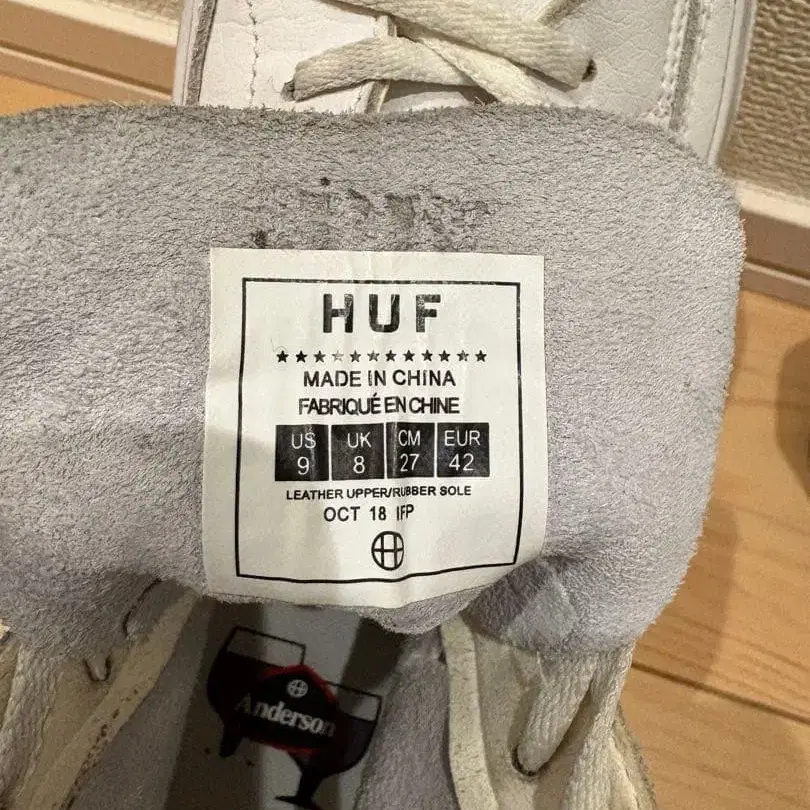 HUF
★★★★★★★★★★★★
MADE IN CHINA
FABRIQUÉ EN CHINE
US UK CM EUR
9 8 27 42
LEATHER UPPER/RUBBER SOLE
OCT 18 IFP
Anderson